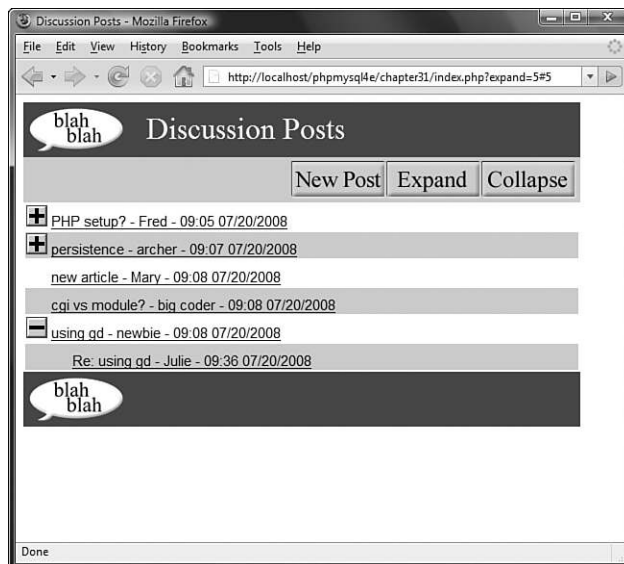 Discussion Posts - Mozilla Firefox
File Edit View History Bookmarks Tools Help
http://localhost/phpmysql4e/chapter31/index.php?expand=5#5
blah
blah
Discussion Posts
New Post Expand Collapse
PHP setup? - Fred - 09:05 07/20/2008
persistence - archer - 09:07 07/20/2008
new article - Mary - 09:08 07/20/2008
cgi vs module? - big coder - 09:08 07/20/2008
using gd - newbie - 09:08 07/20/2008
Re: using gd - Julie - 09:36 07/20/2008
blah
blah
Done